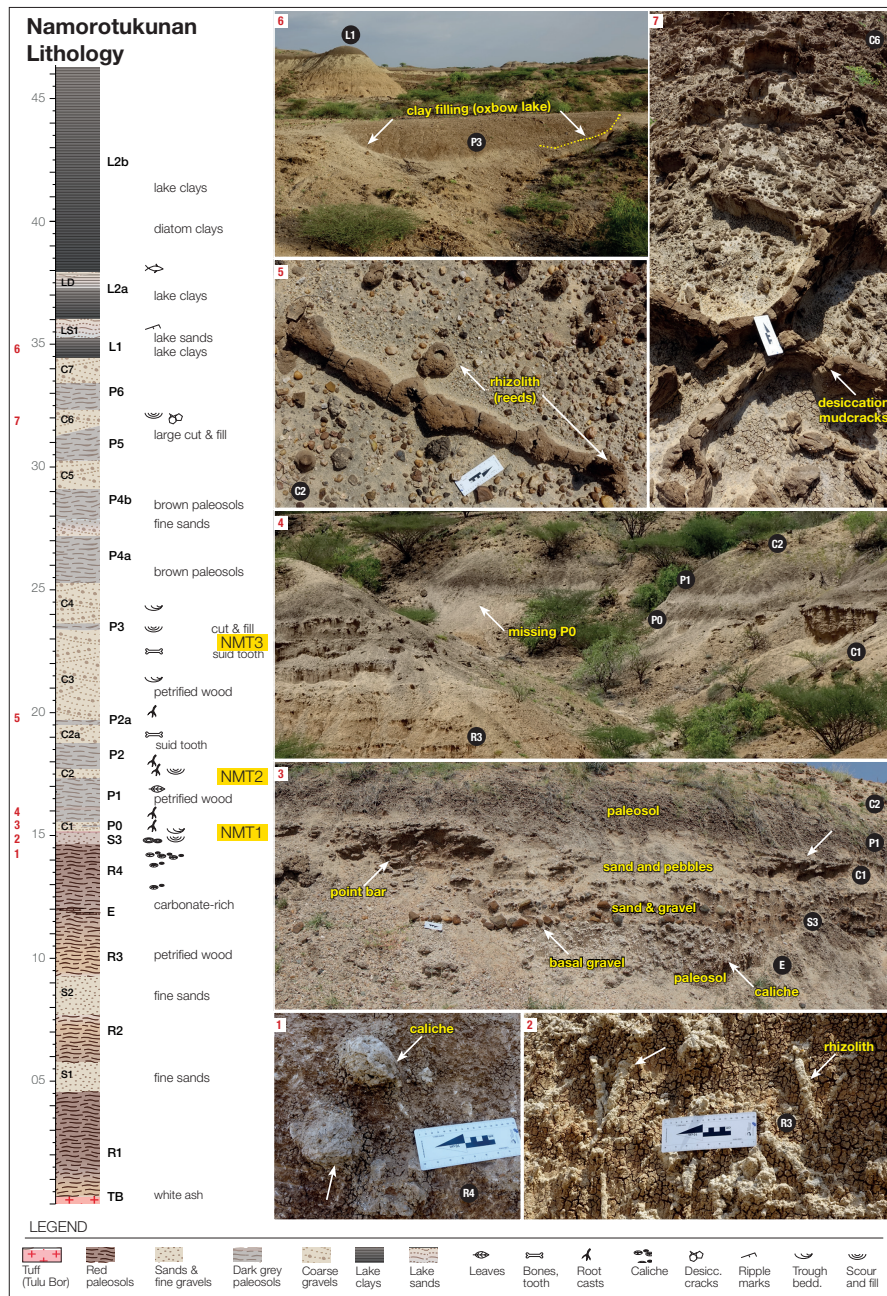 Namorotukunan
Lithology
45
L2b
lake clays
40
diatom clays
LD
L2a
lake clays
LS1
lake sands
6
35
L1
lake clays
C7
P6
7
C6
large cut & fill
P5
30
C5
P4b
brown paleosols
fine sands
P4a
brown paleosols
25
C4
P3
cut & fill
NMT3
suid tooth
C3
petrified wood
5
20
P2a
C2a
suid tooth
P2
C2
NMT2
P1
petrified wood
4
3
C1
P0
NMT1
2
15
S3
1
R4
E
carbonate-rich
R3
petrified wood
10
S2
fine sands
R2
S1
05
fine sands
R1
TB
white ash
6
L1
clay filling (oxbow lake)
P3
7
C6
desiccation
mudcracks
5
rhizolith
(reeds)
C2
4
C2
P1
P0
missing P0
C1
R3
3
paleosol
C2
P1
sand and pebbles
C1
point bar
sand & gravel
S3
basal gravel
E
paleosol
caliche
1
caliche
R4
2
rhizolith
R3
LEGEND
Tuff
(Tulu Bor)
Red
paleosols
Sands &
fine gravels
Dark grey
paleosols
Coarse
gravels
Lake
clays
Lake
sands
Leaves
Bones,
tooth
Root
casts
Caliche
Desicc.
cracks
Ripple
marks
Trough
bedd.
Scour
and fill